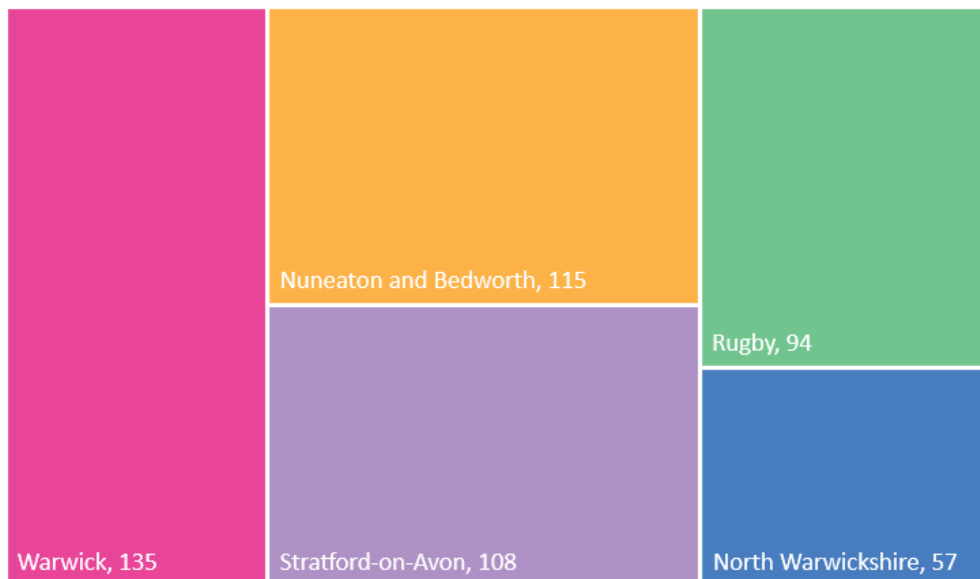 Warwick, 135
Nuneaton and Bedworth, 115
Stratford-on-Avon, 108
Rugby, 94
North Warwickshire, 57